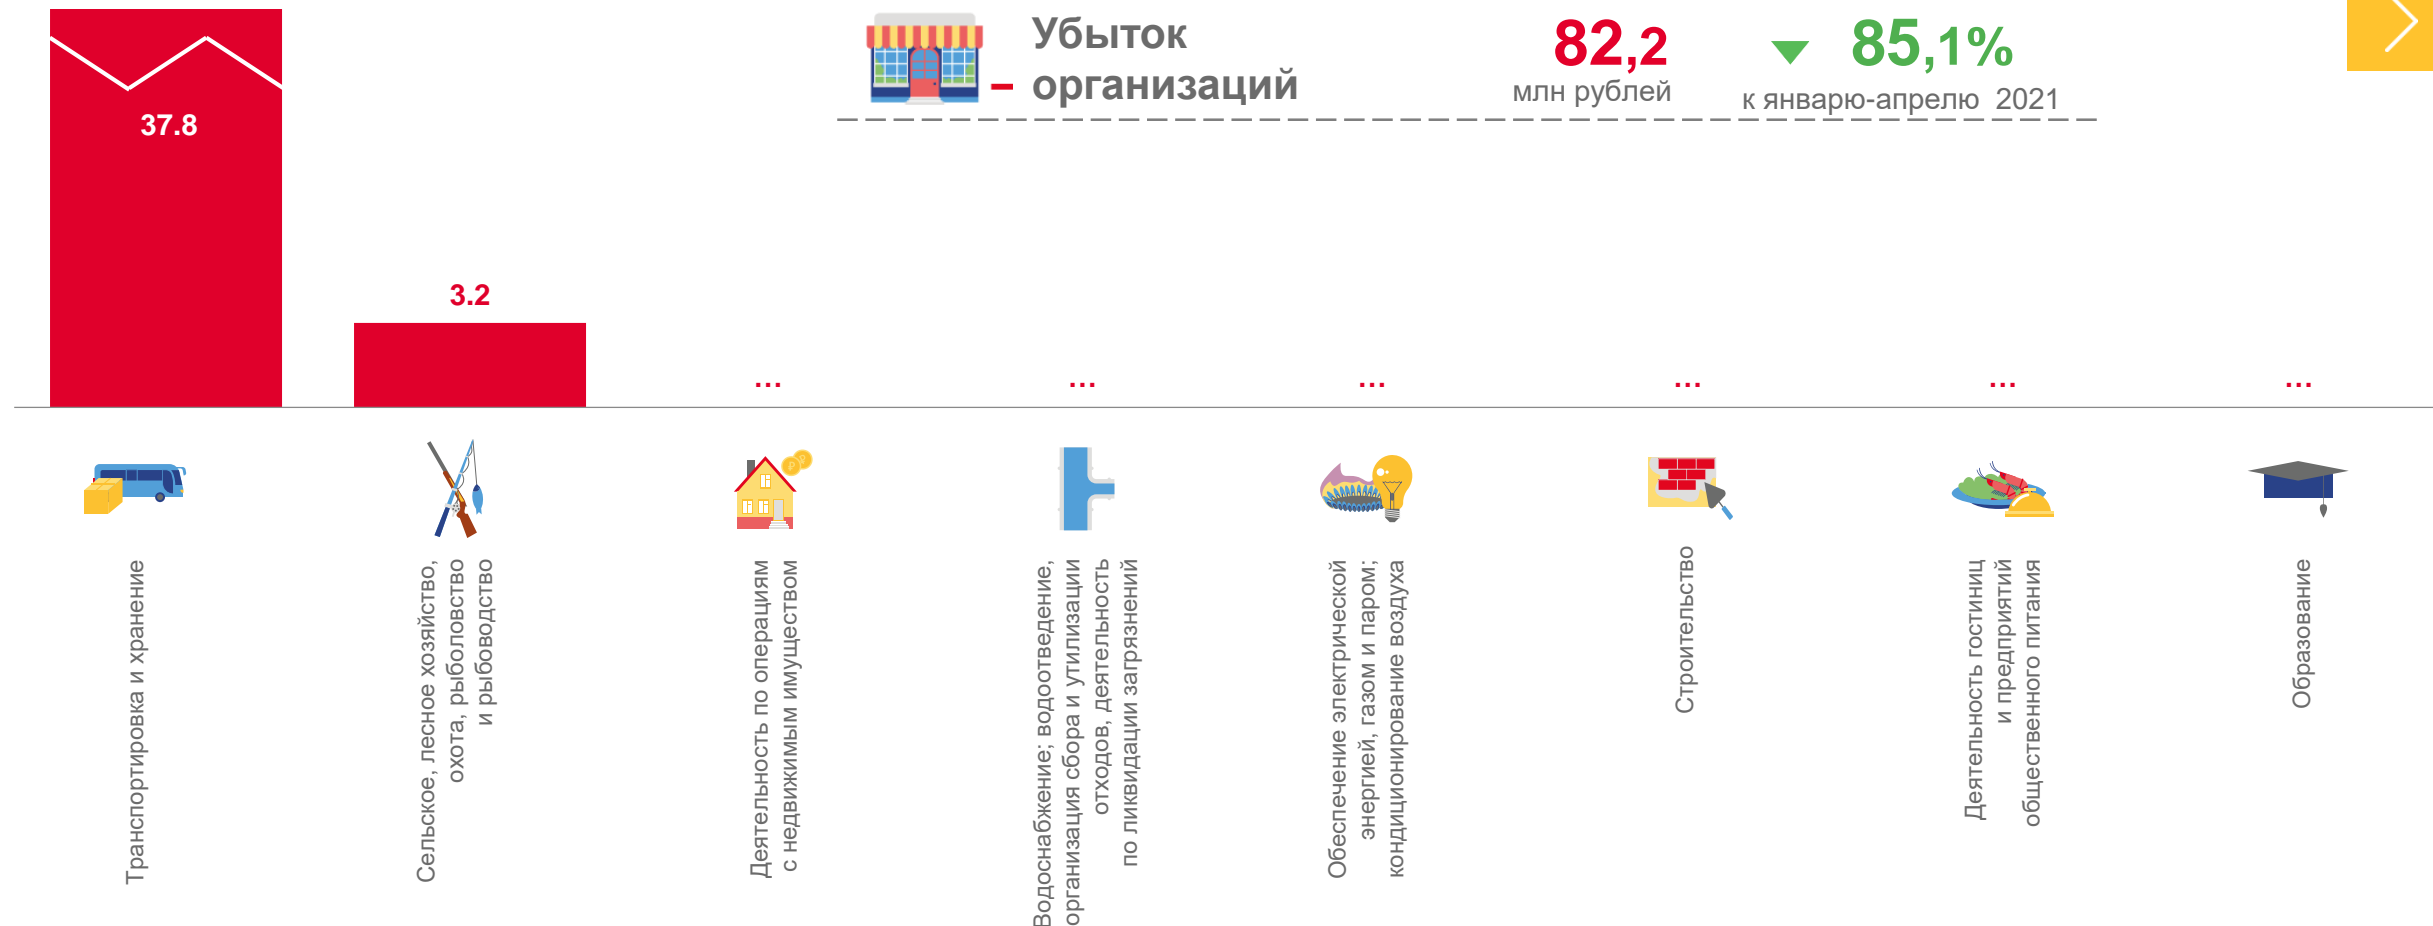 Убыток
организаций
82,2
млн рублей
85,1%
к январю-апрелю 2021
37.8
3.2
...
...
...
...
...
...
Транспортировка и хранение
Сельское, лесное хозяйство,
охота, рыболовство
и рыбоводство
Деятельность по операциям
с недвижимым имуществом
Водоснабжение; водоотведение,
организация сбора и утилизации
отходов, деятельность
по ликвидации загрязнений
Обеспечение электрической
энергией, газом и паром;
кондиционирование воздуха
Строительство
Деятельность гостиниц
и предприятий
общественного питания
Образование